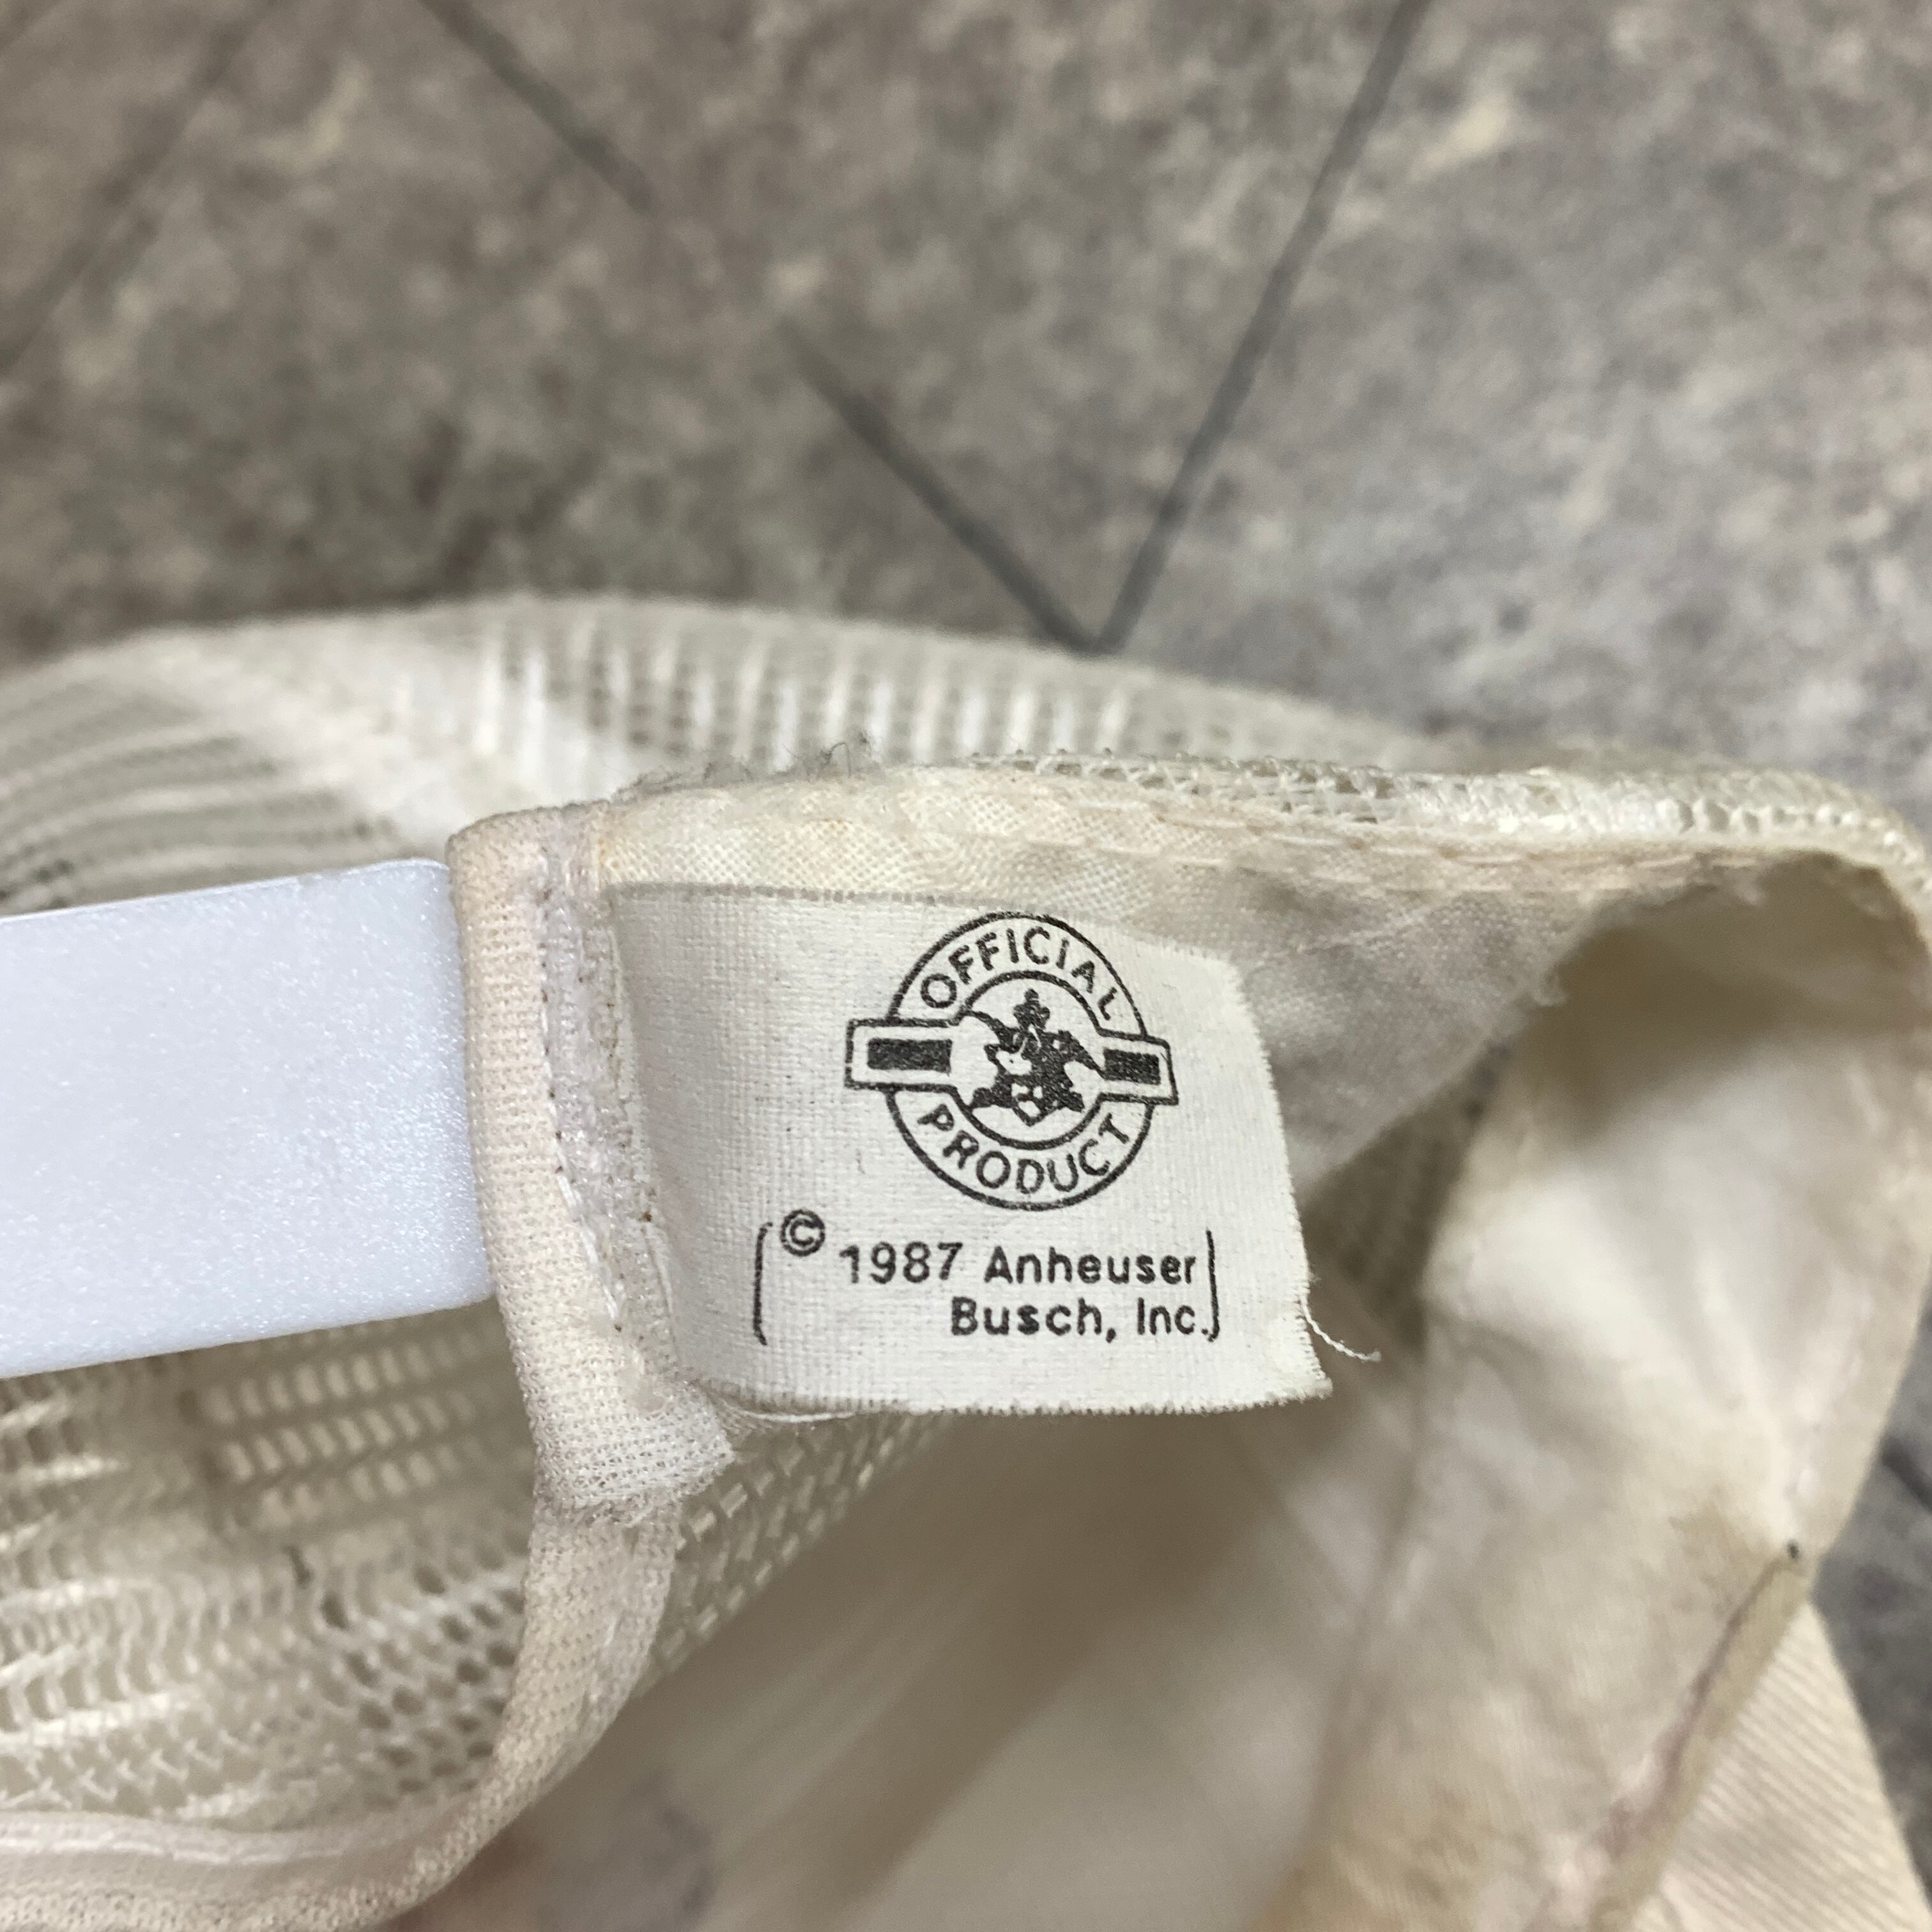 OFFICIAL
PRODUCT
© 1987 Anheuser
Busch, Inc.